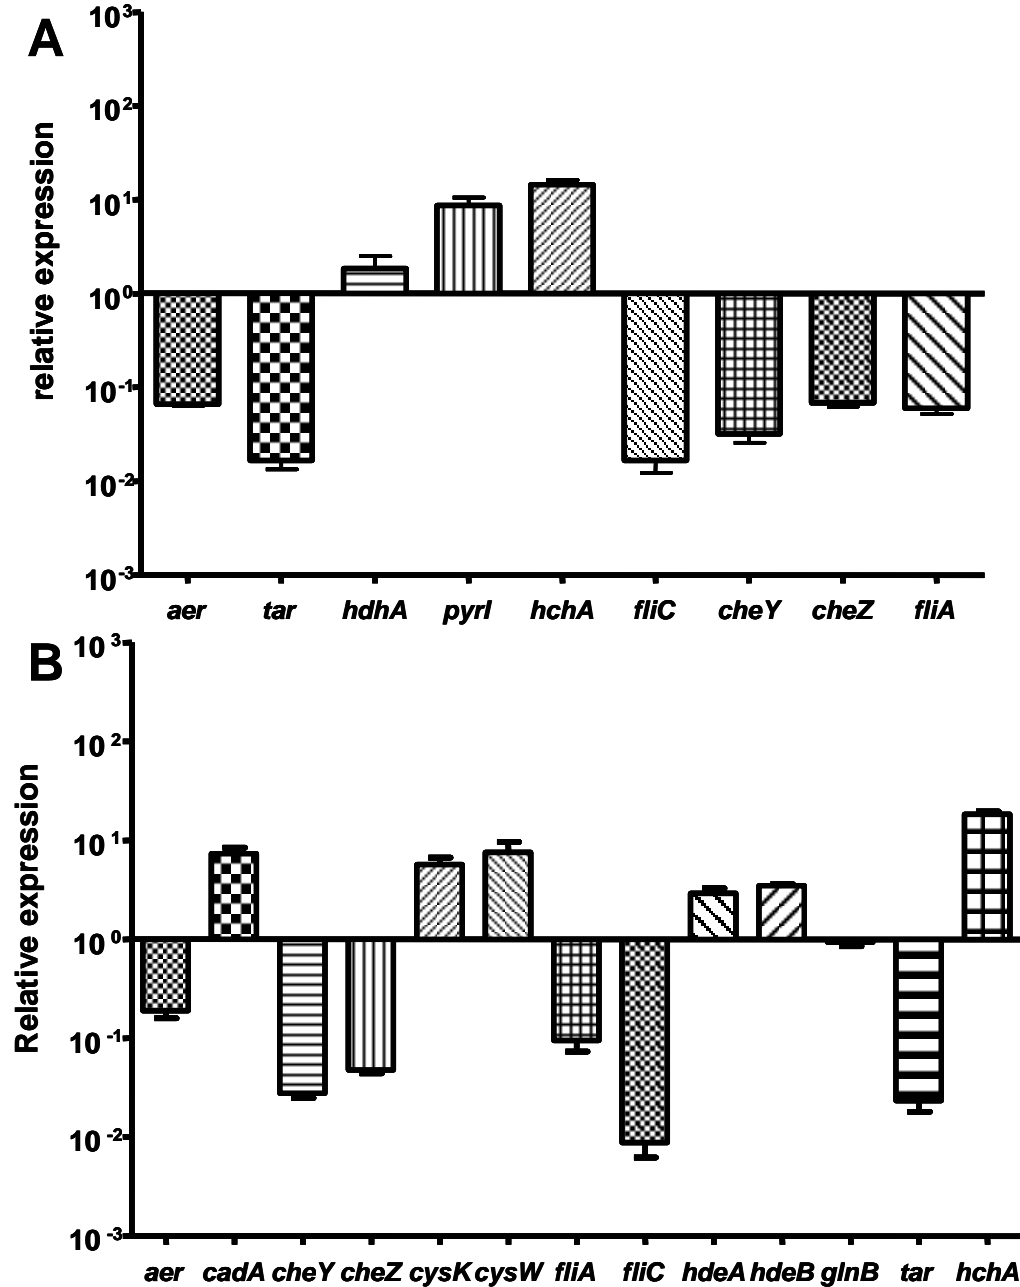 A
relative expression
10³
10²
10¹
10⁰
10⁻¹
10⁻²
10⁻³
aer tar hdhA pyrI hchA fliC cheY cheZ fliA
B
Relative expression
10³
10²
10¹
10⁰
10⁻¹
10⁻²
10⁻³
aer cadA cheY cheZ cysK cysW fliA fliC hdeA hdeB glnB tar hchA